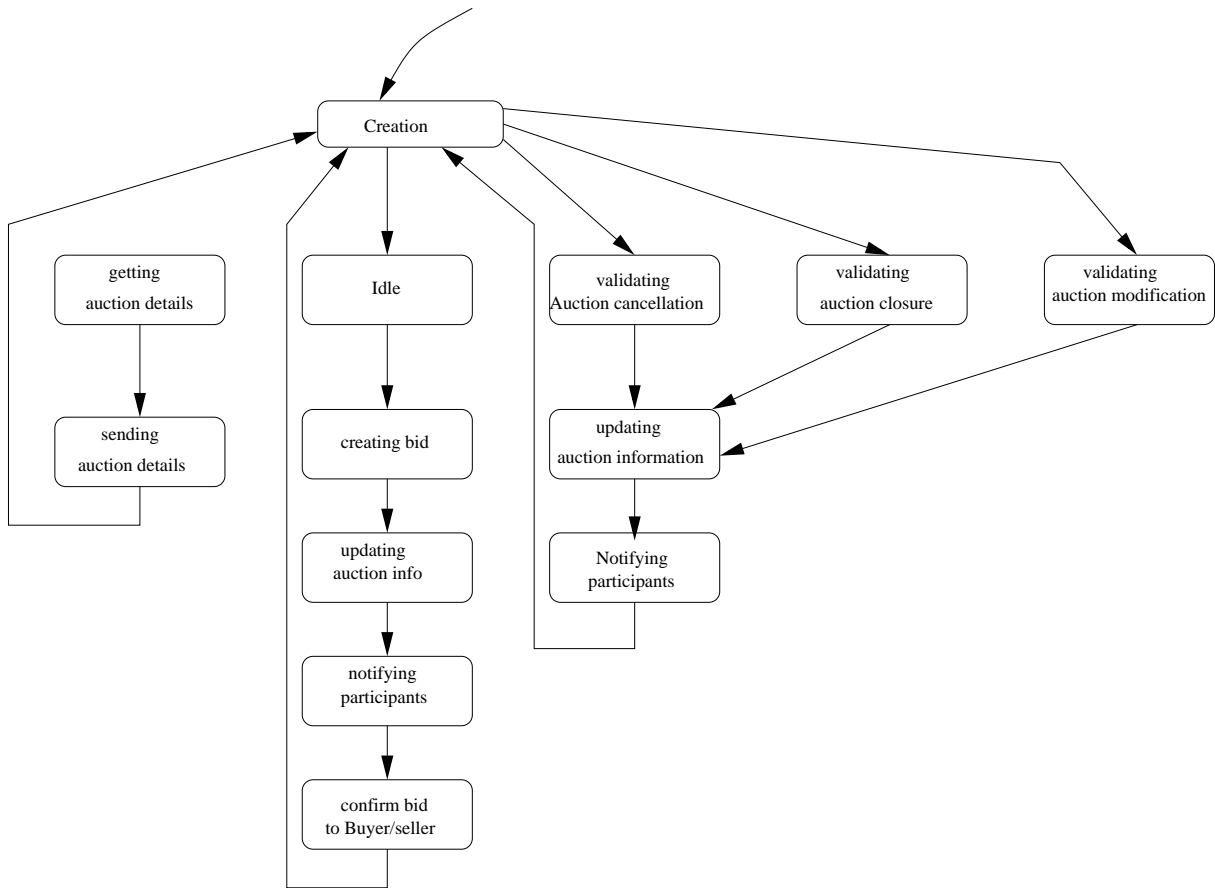 Creation
getting
auction details
Idle
validating
Auction cancellation
validating
auction closure
validating
auction modification
sending
auction details
creating bid
updating
auction information
updating
auction info
Notifying
participants
notifying
participants
confirm bid
to Buyer/seller